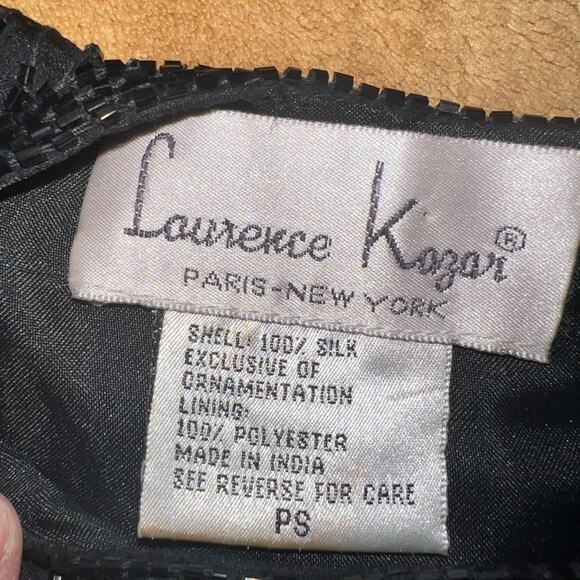 Laurence Kazar®
PARIS-NEW YORK
SHELL: 100% SILK
EXCLUSIVE OF
ORNAMENTATION
LINING:
100% POLYESTER
MADE IN INDIA
SEE REVERSE FOR CARE
PS